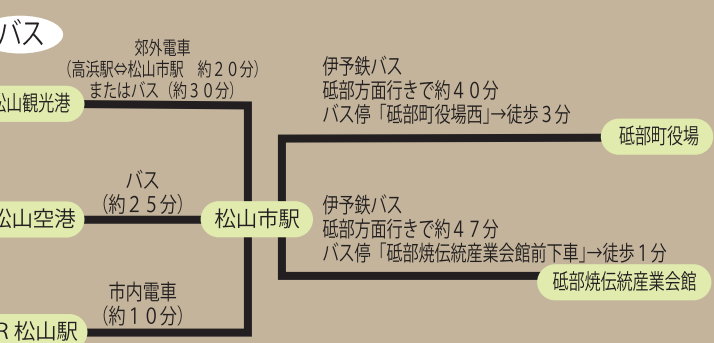 バス
郊外電車
（高浜駅⇔松山市駅　約２０分）
またはバス（約３０分）
松山観光港
バス
（約２５分）
松山空港
市内電車
（約１０分）
R 松山駅
松山市駅
伊予鉄バス
砥部方面行きで約４０分
バス停「砥部町役場西」→徒歩３分
砥部町役場
伊予鉄バス
砥部方面行きで約４７分
バス停「砥部焼伝統産業会館前下車」→徒歩１分
砥部焼伝統産業会館